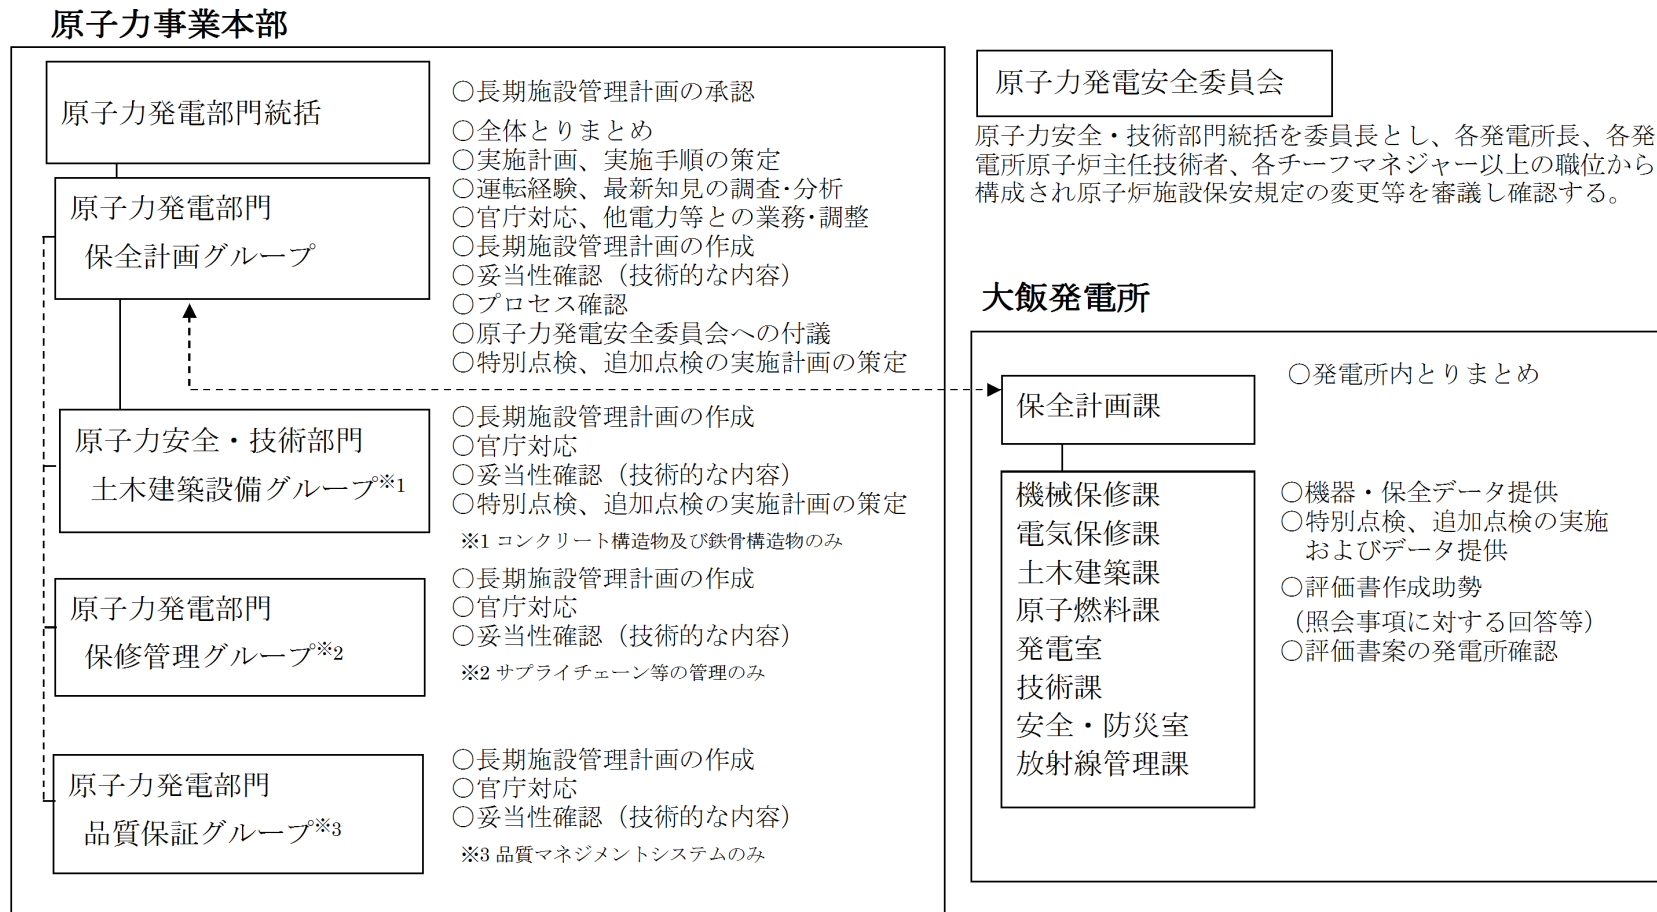 原子力事業本部
原子力発電部門統括
○長期施設管理計画の承認
原子力発電部門
保全計画グループ
○全体とりまとめ
○実施計画、実施手順の策定
○運転経験、最新知見の調査・分析
○官庁対応、他電力等との業務・調整
○長期施設管理計画の作成
○妥当性確認（技術的な内容）
○プロセス確認
○原子力発電安全委員会への付議
○特別点検、追加点検の実施計画の策定
原子力安全・技術部門
土木建築設備グループ※1
○長期施設管理計画の作成
○官庁対応
○妥当性確認（技術的な内容）
○特別点検、追加点検の実施計画の策定
※1 コンクリート構造物及び鉄骨構造物のみ
原子力発電部門
保修管理グループ※2
○長期施設管理計画の作成
○官庁対応
○妥当性確認（技術的な内容）
※2 サプライチェーン等の管理のみ
原子力発電部門
品質保証グループ※3
○長期施設管理計画の作成
○官庁対応
○妥当性確認（技術的な内容）
※3 品質マネジメントシステムのみ
原子力発電安全委員会
原子力安全・技術部門統括を委員長とし、各発電所長、各発
電所原子炉主任技術者、各チーフマネジャー以上の職位から
構成され原子炉施設保安規定の変更等を審議し確認する。
大飯発電所
保全計画課
○発電所内とりまとめ
機械保修課
電気保修課
土木建築課
原子燃料課
発電室
技術課
安全・防災室
放射線管理課
○機器・保全データ提供
○特別点検、追加点検の実施
およびデータ提供
○評価書作成助勢
（照会事項に対する回答等）
○評価書案の発電所確認